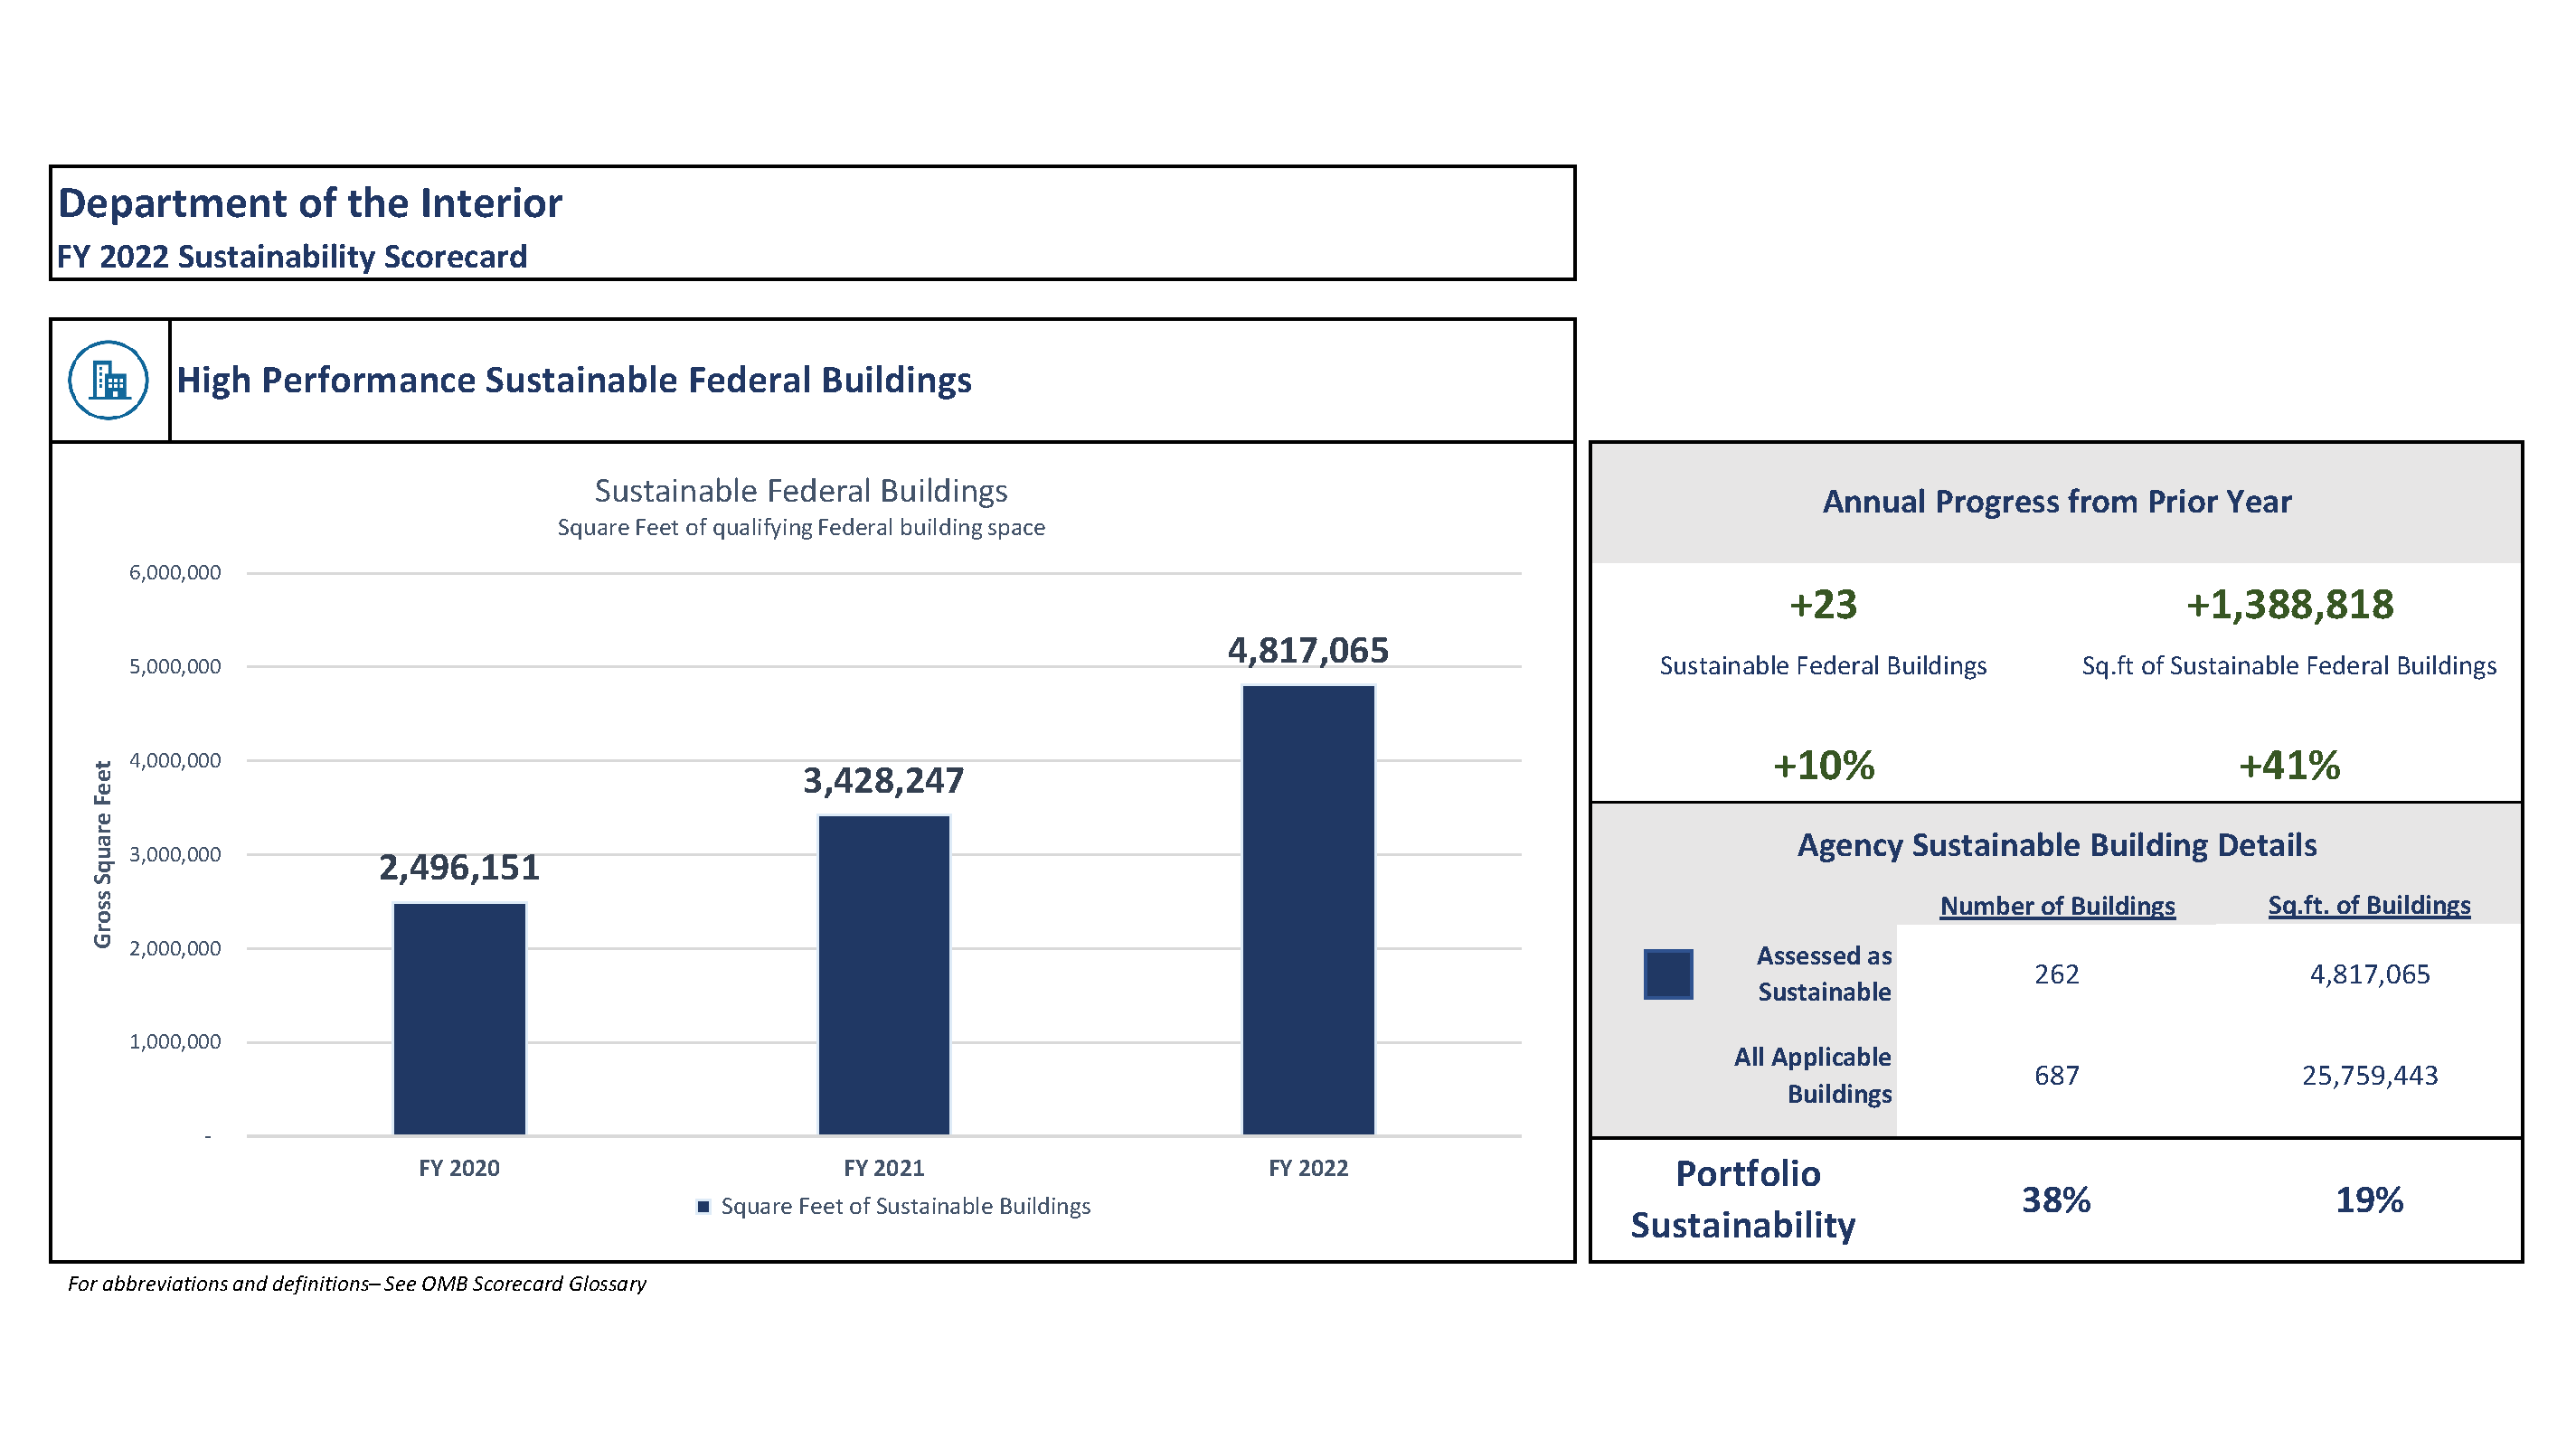 Department of the Interior
FY 2022 Sustainability Scorecard
High Performance Sustainable Federal Buildings
Sustainable Federal Buildings
Square Feet of qualifying Federal building space
Gross Square Feet
6,000,000
5,000,000
4,000,000
3,000,000
2,000,000
1,000,000
-
2,496,151
3,428,247
4,817,065
FY 2020 FY 2021 FY 2022
Square Feet of Sustainable Buildings
Annual Progress from Prior Year
+23 +1,388,818
Sustainable Federal Buildings Sq.ft of Sustainable Federal Buildings
+10% +41%
Agency Sustainable Building Details
Number of Buildings Sq.ft. of Buildings
Assessed as
Sustainable
262 4,817,065
All Applicable
Buildings
687 25,759,443
Portfolio
Sustainability
38% 19%
For abbreviations and definitions– See OMB Scorecard Glossary